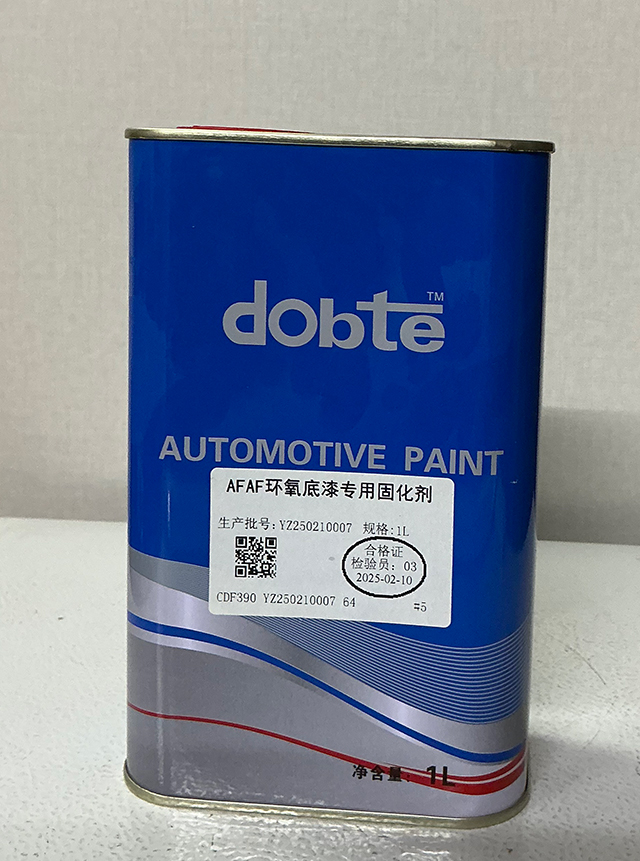 dobte™
AUTOMOTIVE PAINT
AFAF环氧底漆专用固化剂
生产批号: YZ250210007 规格:1L
合格证
检验员: 03
2025-02-10
CDF390 YZ250210007 64 #5
净含量: 1L